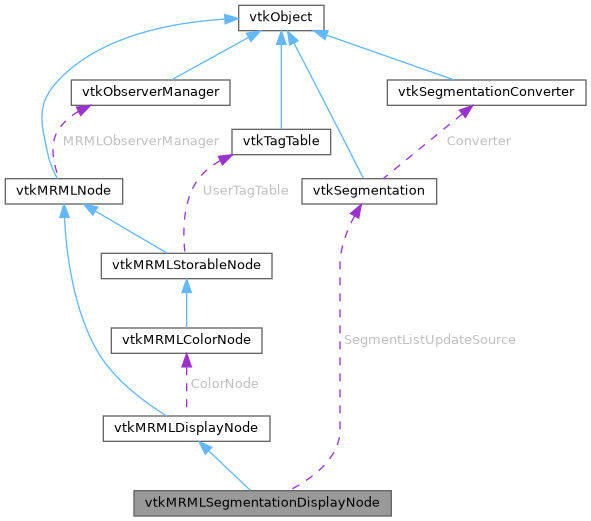 vtkObject
vtkObserverManager
vtkSegmentationConverter
MRMLObserverManager
vtkTagTable
Converter
vtkMRMLNode
UserTagTable
vtkSegmentation
vtkMRMLStorableNode
vtkMRMLColorNode
SegmentListUpdateSource
ColorNode
vtkMRMLDisplayNode
vtkMRMLSegmentationDisplayNode